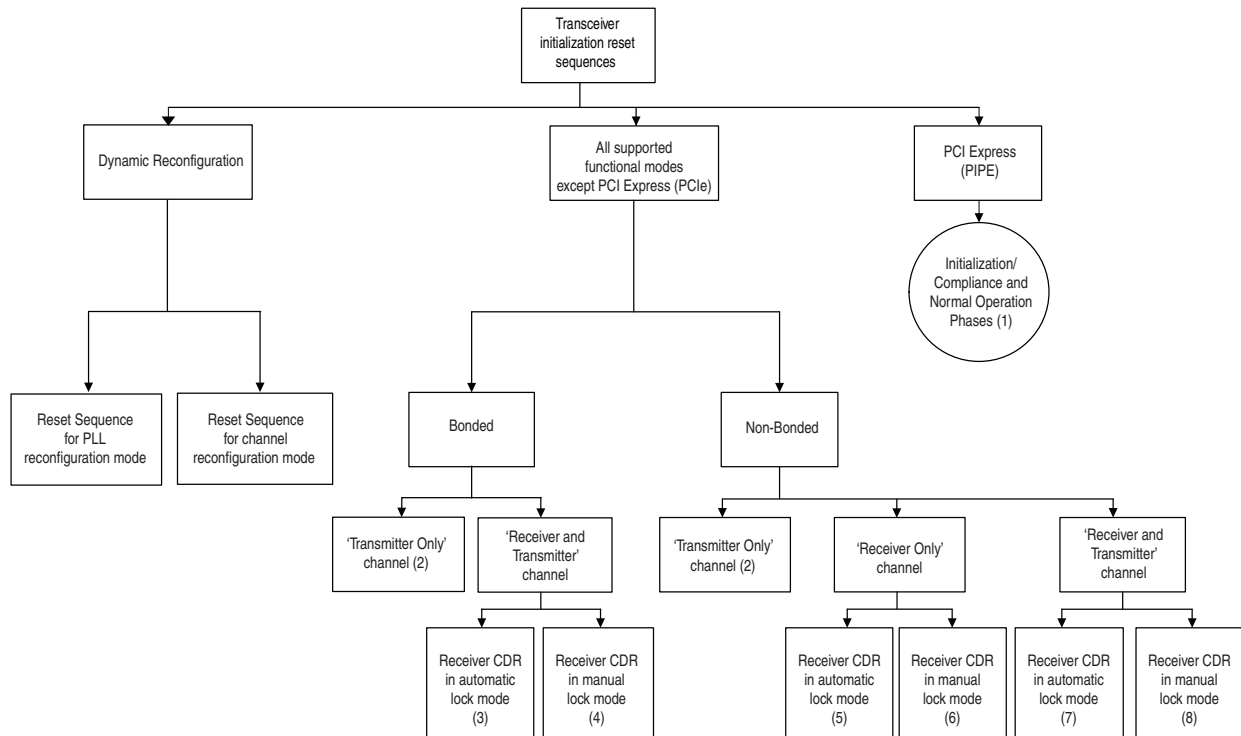 Transceiver
initialization reset
sequences
Dynamic Reconfiguration
All supported
functional modes
except PCI Express (PCIe)
PCI Express
(PIPE)
Initialization/
Compliance and
Normal Operation
Phases (1)
Reset Sequence
for PLL
reconfiguration mode
Reset Sequence
for channel
reconfiguration mode
Bonded
Non-Bonded
'Transmitter Only'
channel (2)
'Receiver and
Transmitter'
channel
'Transmitter Only'
channel (2)
'Receiver Only'
channel
'Receiver and
Transmitter'
channel
Receiver CDR
in automatic
lock mode
(3)
Receiver CDR
in manual
lock mode
(4)
Receiver CDR
in automatic
lock mode
(5)
Receiver CDR
in manual
lock mode
(6)
Receiver CDR
in automatic
lock mode
(7)
Receiver CDR
in manual
lock mode
(8)